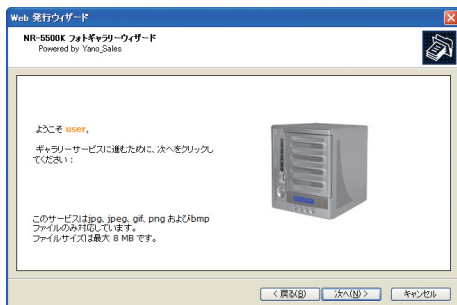 Web 発行ウィザード
NR-5500K フォトギャラリーウィザード
Powered by Yano_Sales
ようこそ user,
ギャラリーサービスに進むために、次へをクリックし
てください :
このサービスはjpg, jpeg, gif, png およびbmp
ファイルのみ対応しています。
ファイルサイズは最大 8 MB です。
< 戻る(B)
次へ(N) >
キャンセル